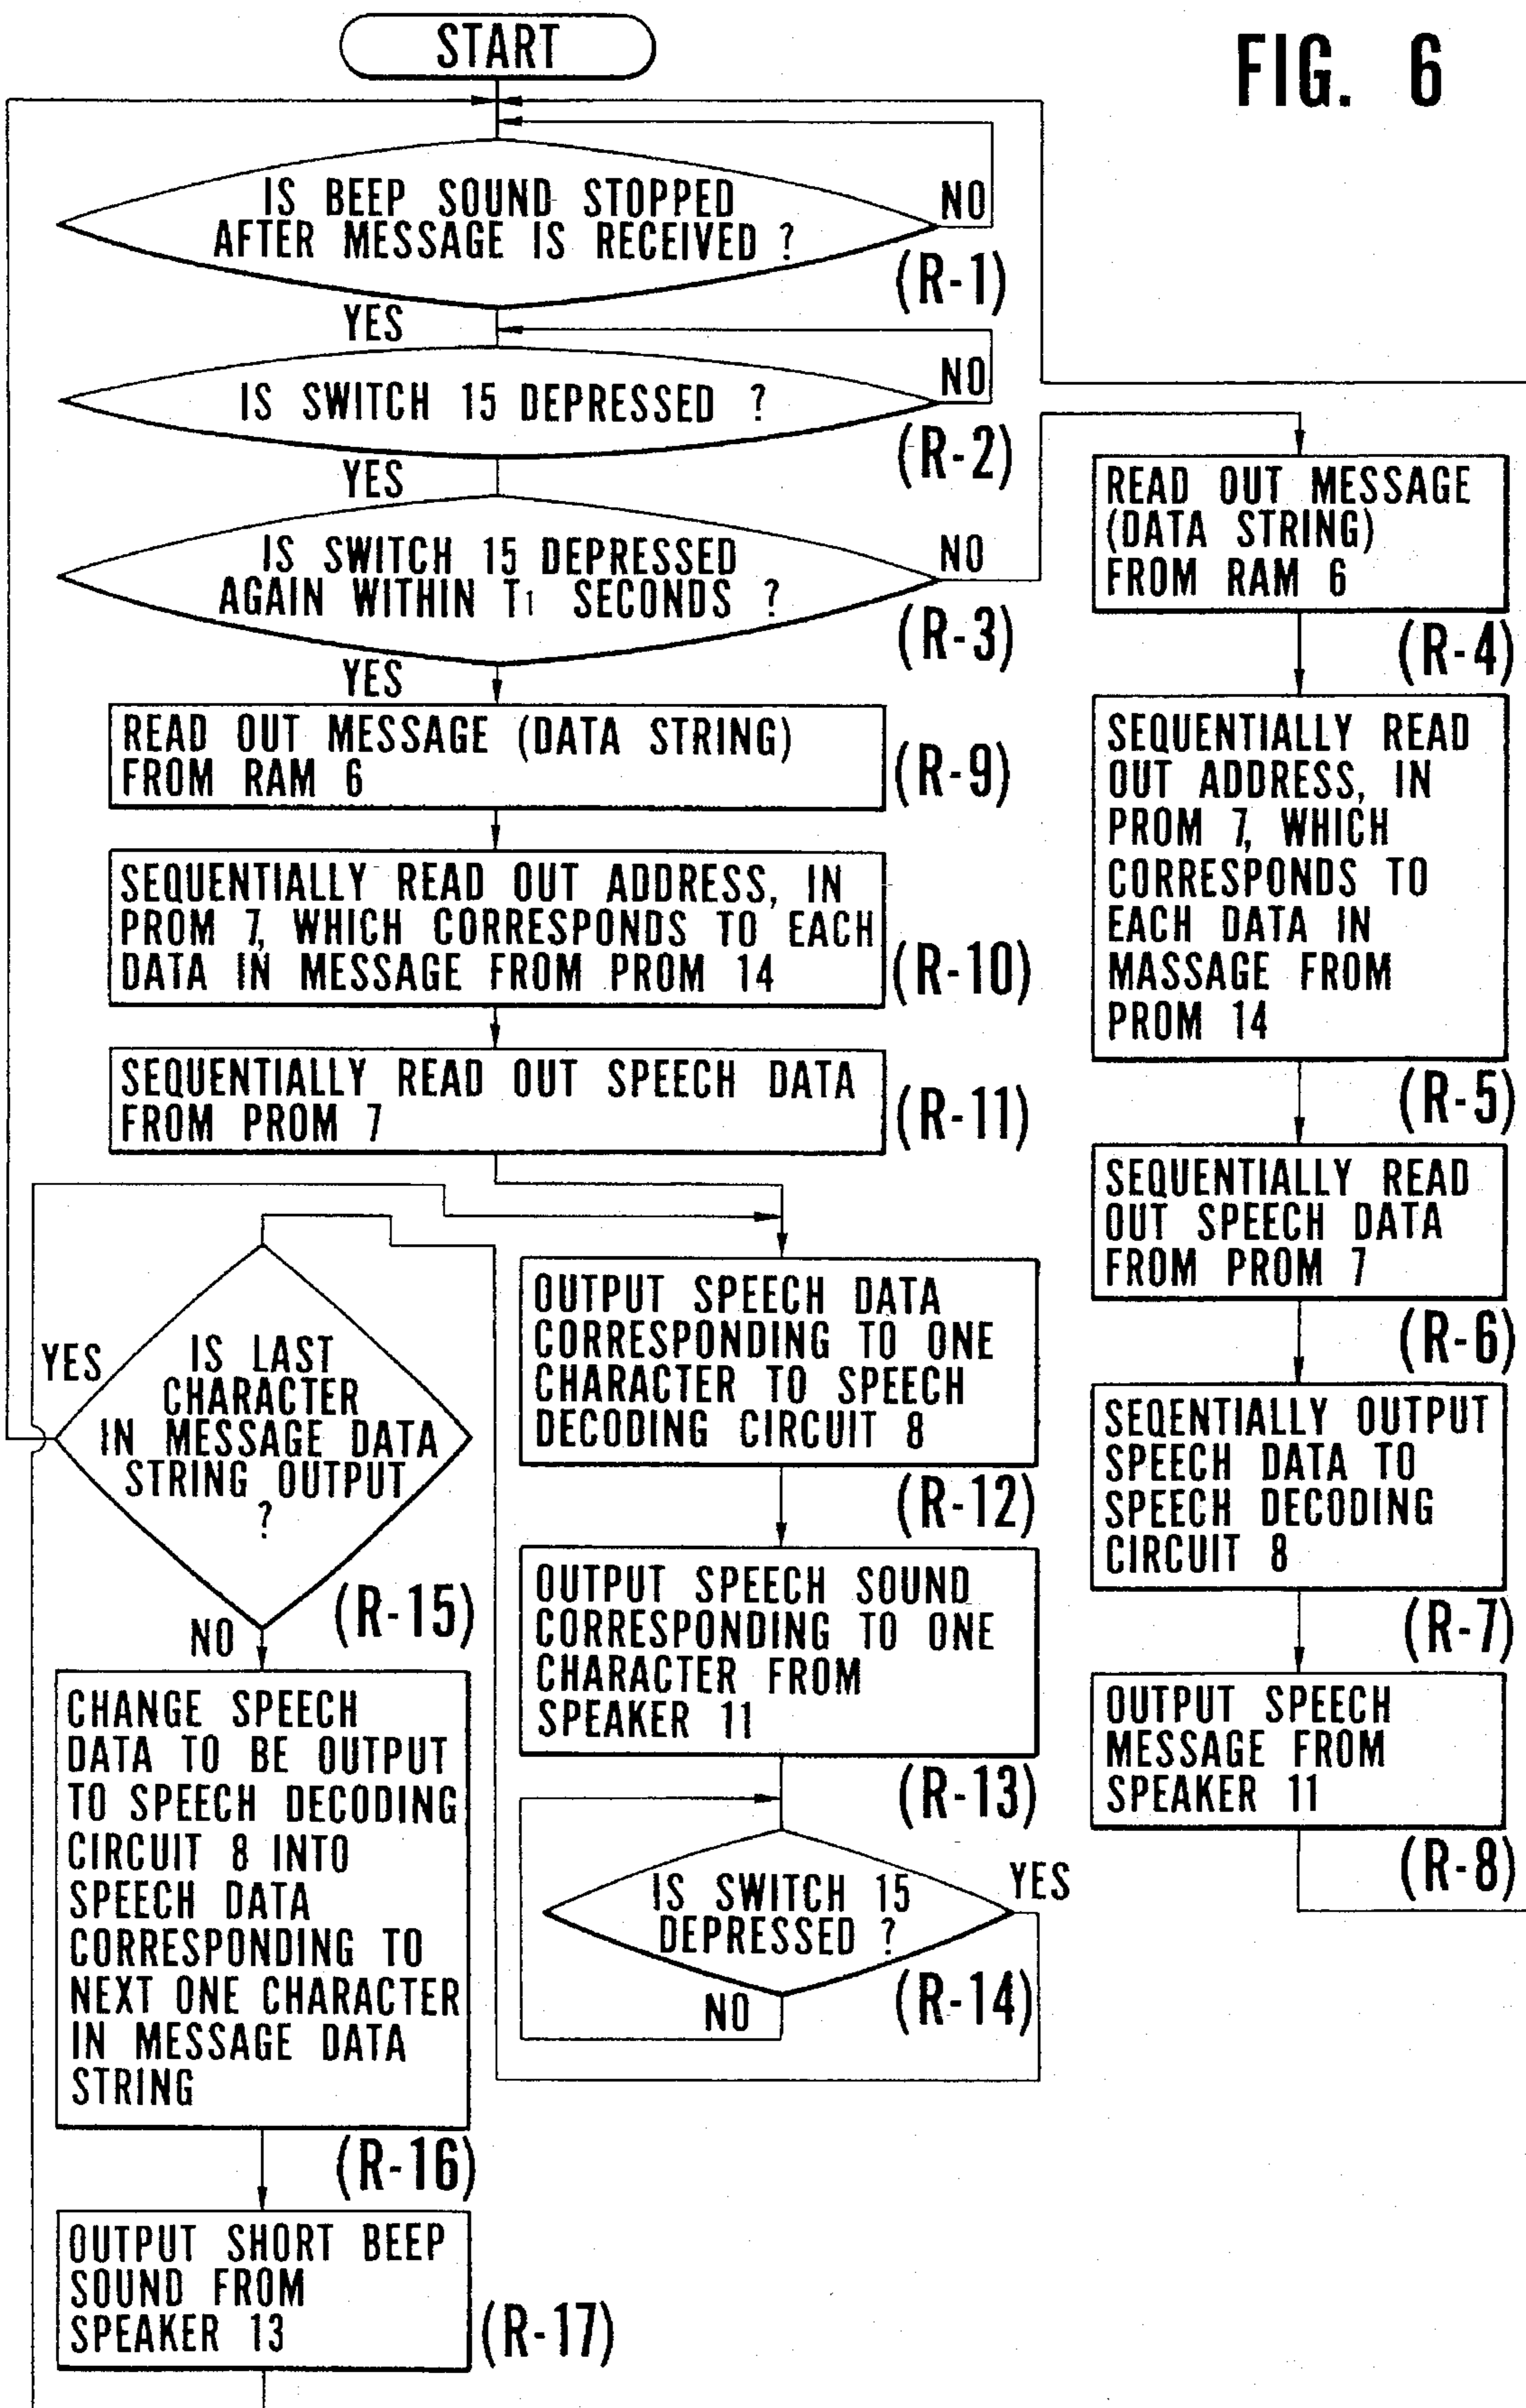 FIG. 6
START
IS BEEP SOUND STOPPED
AFTER MESSAGE IS RECEIVED ?
NO
(R-1)
YES
IS SWITCH 15 DEPRESSED ?
NO
(R-2)
YES
IS SWITCH 15 DEPRESSED
AGAIN WITHIN T1 SECONDS ?
NO
(R-3)
YES
READ OUT MESSAGE (DATA STRING)
FROM RAM 6
(R-9)
SEQUENTIALLY READ OUT ADDRESS, IN
PROM 7, WHICH CORRESPONDS TO EACH
DATA IN MESSAGE FROM PROM 14
(R-10)
SEQUENTIALLY READ OUT SPEECH DATA
FROM PROM 7
(R-11)
READ OUT MESSAGE
(DATA STRING)
FROM RAM 6
(R-4)
SEQUENTIALLY READ
OUT ADDRESS, IN
PROM 7, WHICH
CORRESPONDS TO
EACH DATA IN
MASSAGE FROM
PROM 14
(R-5)
SEQUENTIALLY READ
OUT SPEECH DATA
FROM PROM 7
(R-6)
SEQENTIALLY OUTPUT
SPEECH DATA TO
SPEECH DECODING
CIRCUIT 8
(R-7)
OUTPUT SPEECH
MESSAGE FROM
SPEAKER 11
(R-8)
OUTPUT SPEECH DATA
CORRESPONDING TO ONE
CHARACTER TO SPEECH
DECODING CIRCUIT 8
(R-12)
OUTPUT SPEECH SOUND
CORRESPONDING TO ONE
CHARACTER FROM
SPEAKER 11
(R-13)
IS SWITCH 15
DEPRESSED ?
YES
NO
(R-14)
YES
IS LAST
CHARACTER
IN MESSAGE DATA
STRING OUTPUT
?
(R-15)
NO
CHANGE SPEECH
DATA TO BE OUTPUT
TO SPEECH DECODING
CIRCUIT 8 INTO
SPEECH DATA
CORRESPONDING TO
NEXT ONE CHARACTER
IN MESSAGE DATA
STRING
(R-16)
OUTPUT SHORT BEEP
SOUND FROM
SPEAKER 13
(R-17)